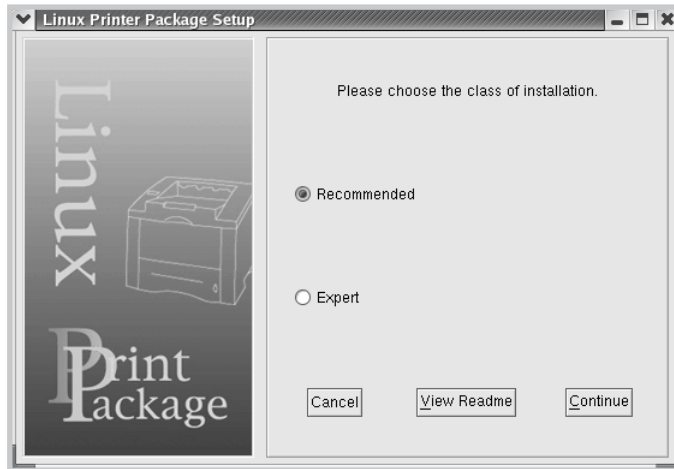 Linux Printer Package Setup
Linux
Print
Package
Please choose the class of installation.
Recommended
Expert
Cancel
View Readme
Continue